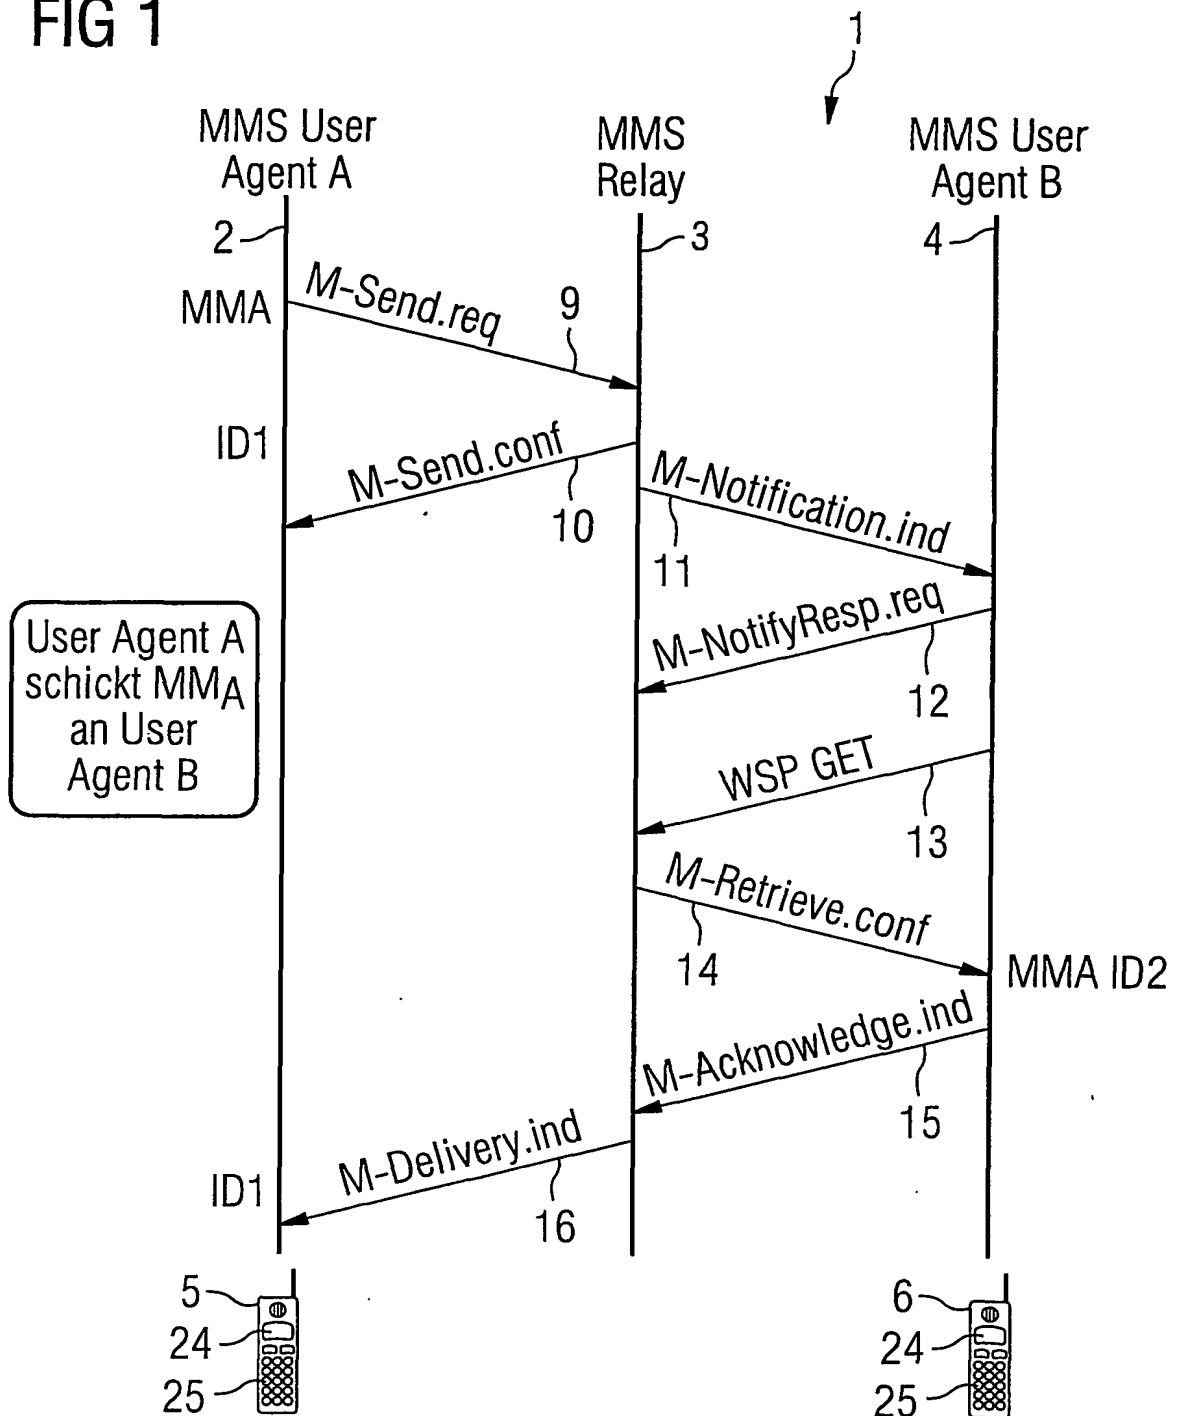 FIG 1
1
MMS User
Agent A
MMS
Relay
MMS User
Agent B
2
3
4
MMA
M-Send.req
9
ID1
M-Send.conf
10
M-Notification.ind
11
User Agent A
schickt MMA
an User
Agent B
M-NotifyResp.req
12
WSP GET
13
M-Retrieve.conf
14
MMA ID2
M-Acknowledge.ind
15
M-Delivery.ind
ID1
16
5
24
25
6
24
25